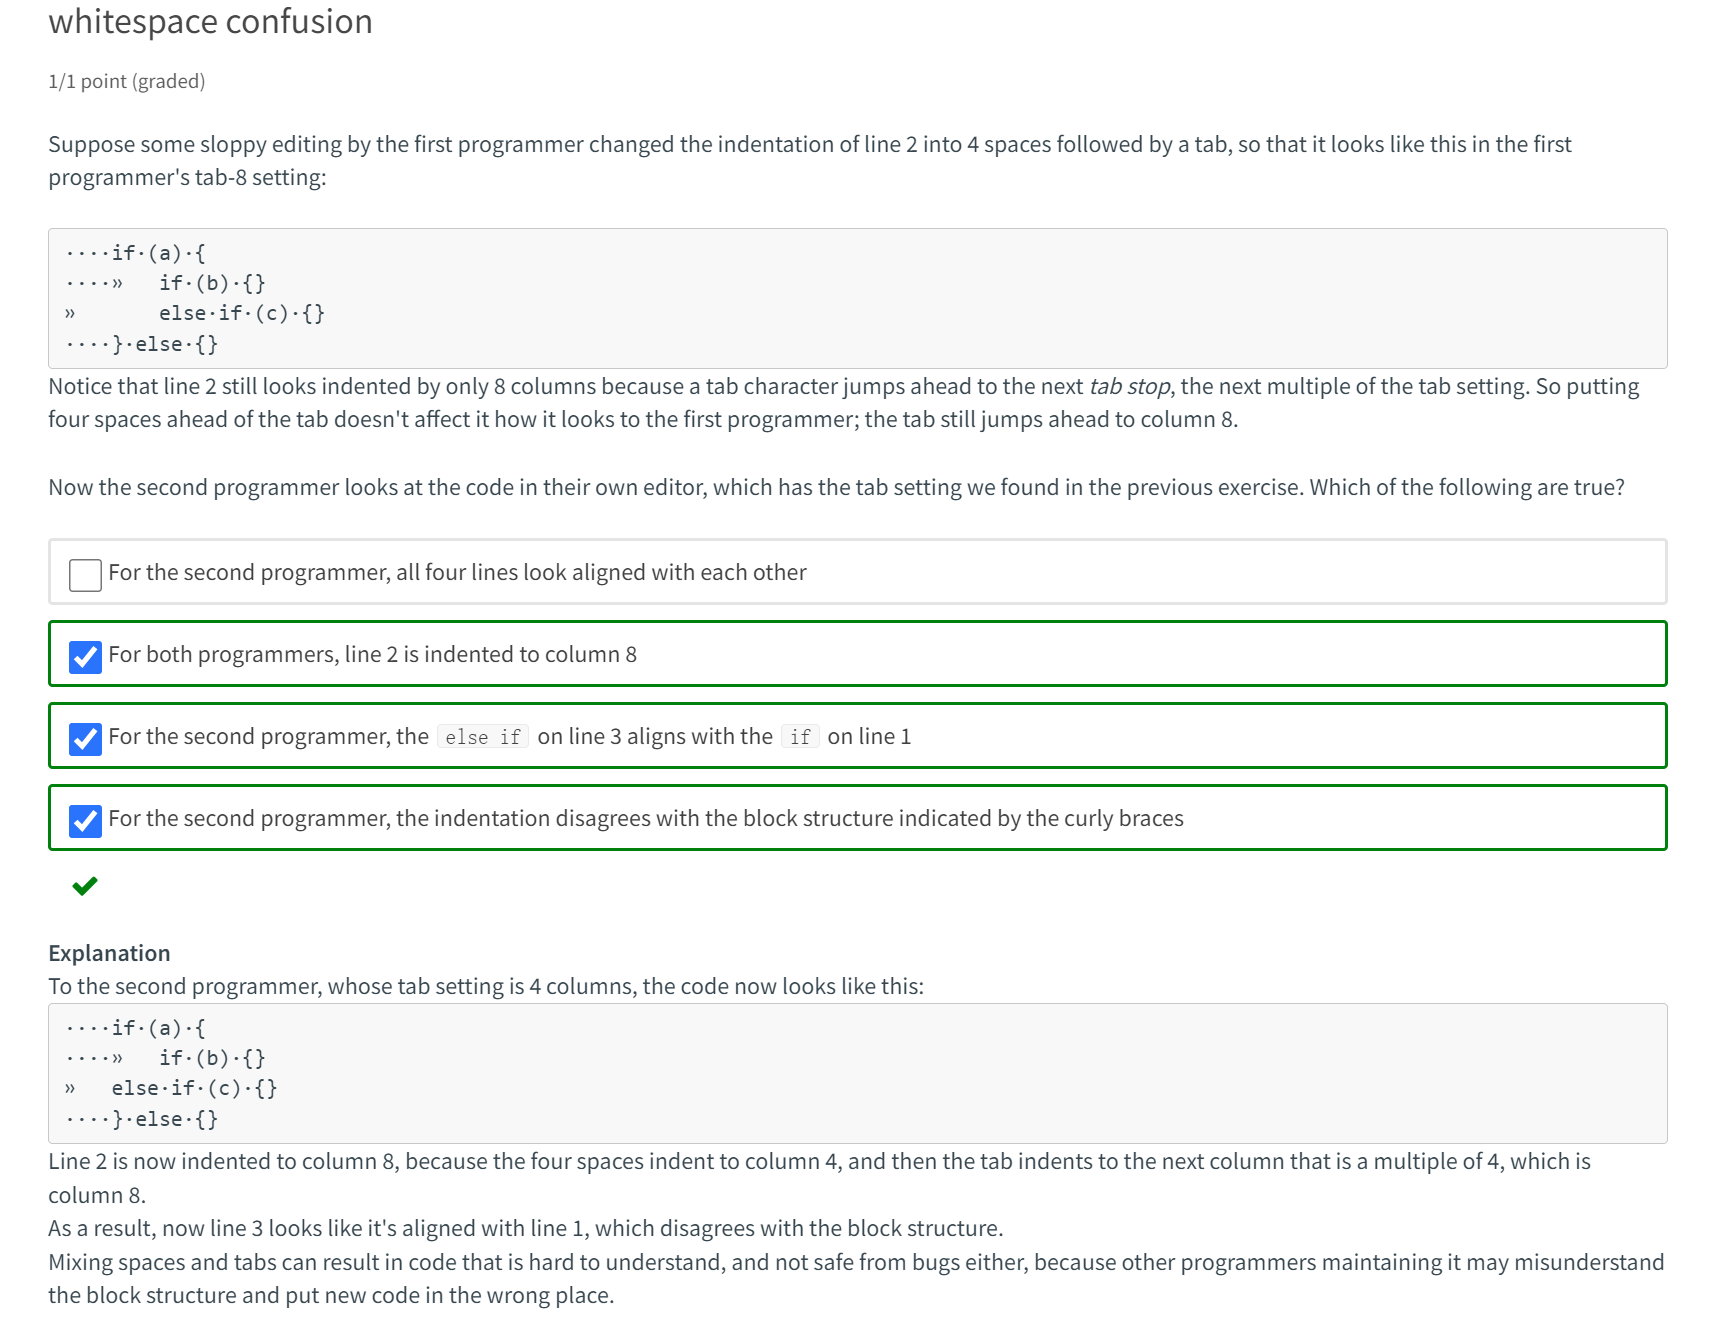 whitespace confusion
1/1 point (graded)
Suppose some sloppy editing by the first programmer changed the indentation of line 2 into 4 spaces followed by a tab, so that it looks like this in the first
programmer's tab-8 setting:
····if·(a)·{
····»   if·(b)·{}
»       else·if·(c)·{}
····}·else·{}
Notice that line 2 still looks indented by only 8 columns because a tab character jumps ahead to the next tab stop, the next multiple of the tab setting. So putting
four spaces ahead of the tab doesn't affect it how it looks to the first programmer; the tab still jumps ahead to column 8.
Now the second programmer looks at the code in their own editor, which has the tab setting we found in the previous exercise. Which of the following are true?
For the second programmer, all four lines look aligned with each other
For both programmers, line 2 is indented to column 8
For the second programmer, the else if on line 3 aligns with the if on line 1
For the second programmer, the indentation disagrees with the block structure indicated by the curly braces
Explanation
To the second programmer, whose tab setting is 4 columns, the code now looks like this:
····if·(a)·{
····»   if·(b)·{}
»   else·if·(c)·{}
····}·else·{}
Line 2 is now indented to column 8, because the four spaces indent to column 4, and then the tab indents to the next column that is a multiple of 4, which is
column 8.
As a result, now line 3 looks like it's aligned with line 1, which disagrees with the block structure.
Mixing spaces and tabs can result in code that is hard to understand, and not safe from bugs either, because other programmers maintaining it may misunderstand
the block structure and put new code in the wrong place.